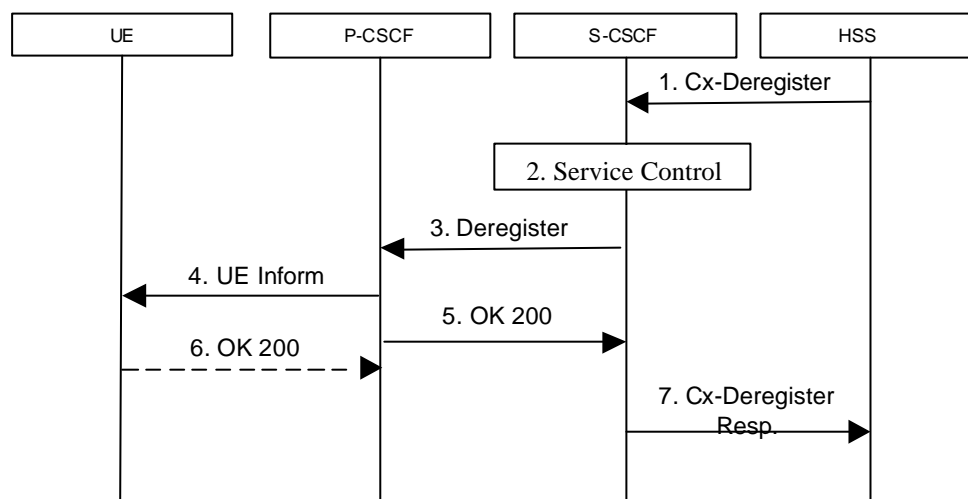 UE
P-CSCF
S-CSCF
HSS
1. Cx-Deregister
2. Service Control
3. Deregister
4. UE Inform
5. OK 200
6. OK 200
7. Cx-Deregister
Resp.